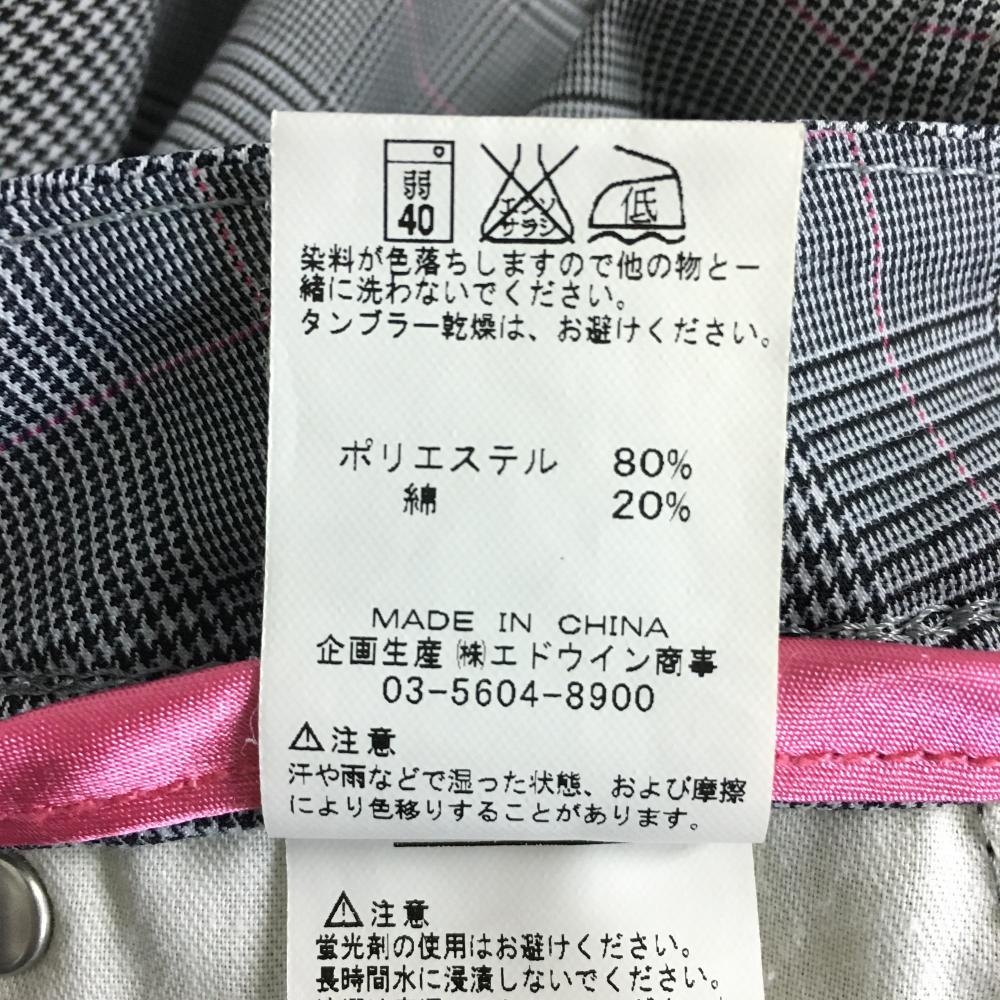 弱
40
エンソ
サラシ
低
染料が色落ちしますので他の物と一
緒に洗わないでください。
タンブラー乾燥は、お避けください。
ポリエステル 80%
綿 20%
MADE IN CHINA
企画生産 ㈱エドウイン商事
03-5604-8900
⚠注意
汗や雨などで湿った状態、および摩擦
により色移りすることがあります。
⚠注意
蛍光剤の使用はお避けください。
長時間水に浸漬しないでください。